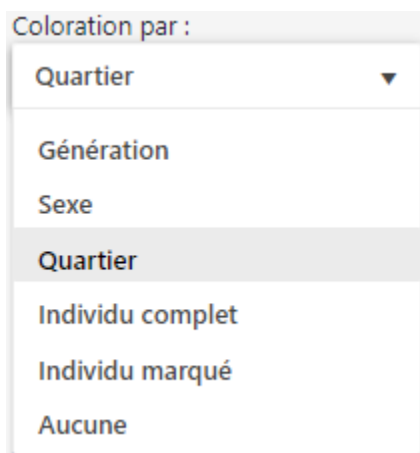 Coloration par :
Quartier
Génération
Sexe
Quartier
Individu complet
Individu marqué
Aucune